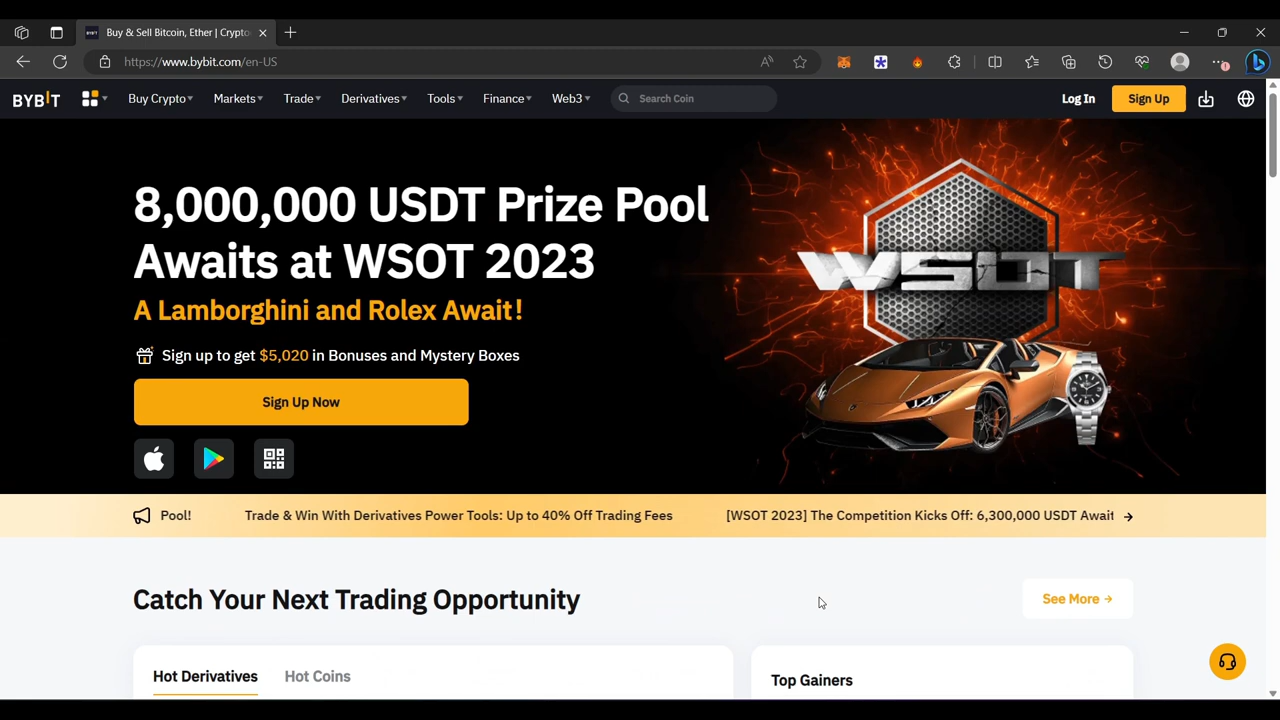 Buy & Sell Bitcoin, Ether | Crypto
https://www.bybit.com/en-US
BYBIT Buy Crypto Markets Trade Derivatives Tools Finance Web3 Search Coin Log In Sign Up
8,000,000 USDT Prize Pool
Awaits at WSOT 2023
A Lamborghini and Rolex Await!
Sign up to get $5,020 in Bonuses and Mystery Boxes
Sign Up Now
WSOT
Pool! Trade & Win With Derivatives Power Tools: Up to 40% Off Trading Fees [WSOT 2023] The Competition Kicks Off: 6,300,000 USDT Await →
Catch Your Next Trading Opportunity
See More →
Hot Derivatives Hot Coins
Top Gainers